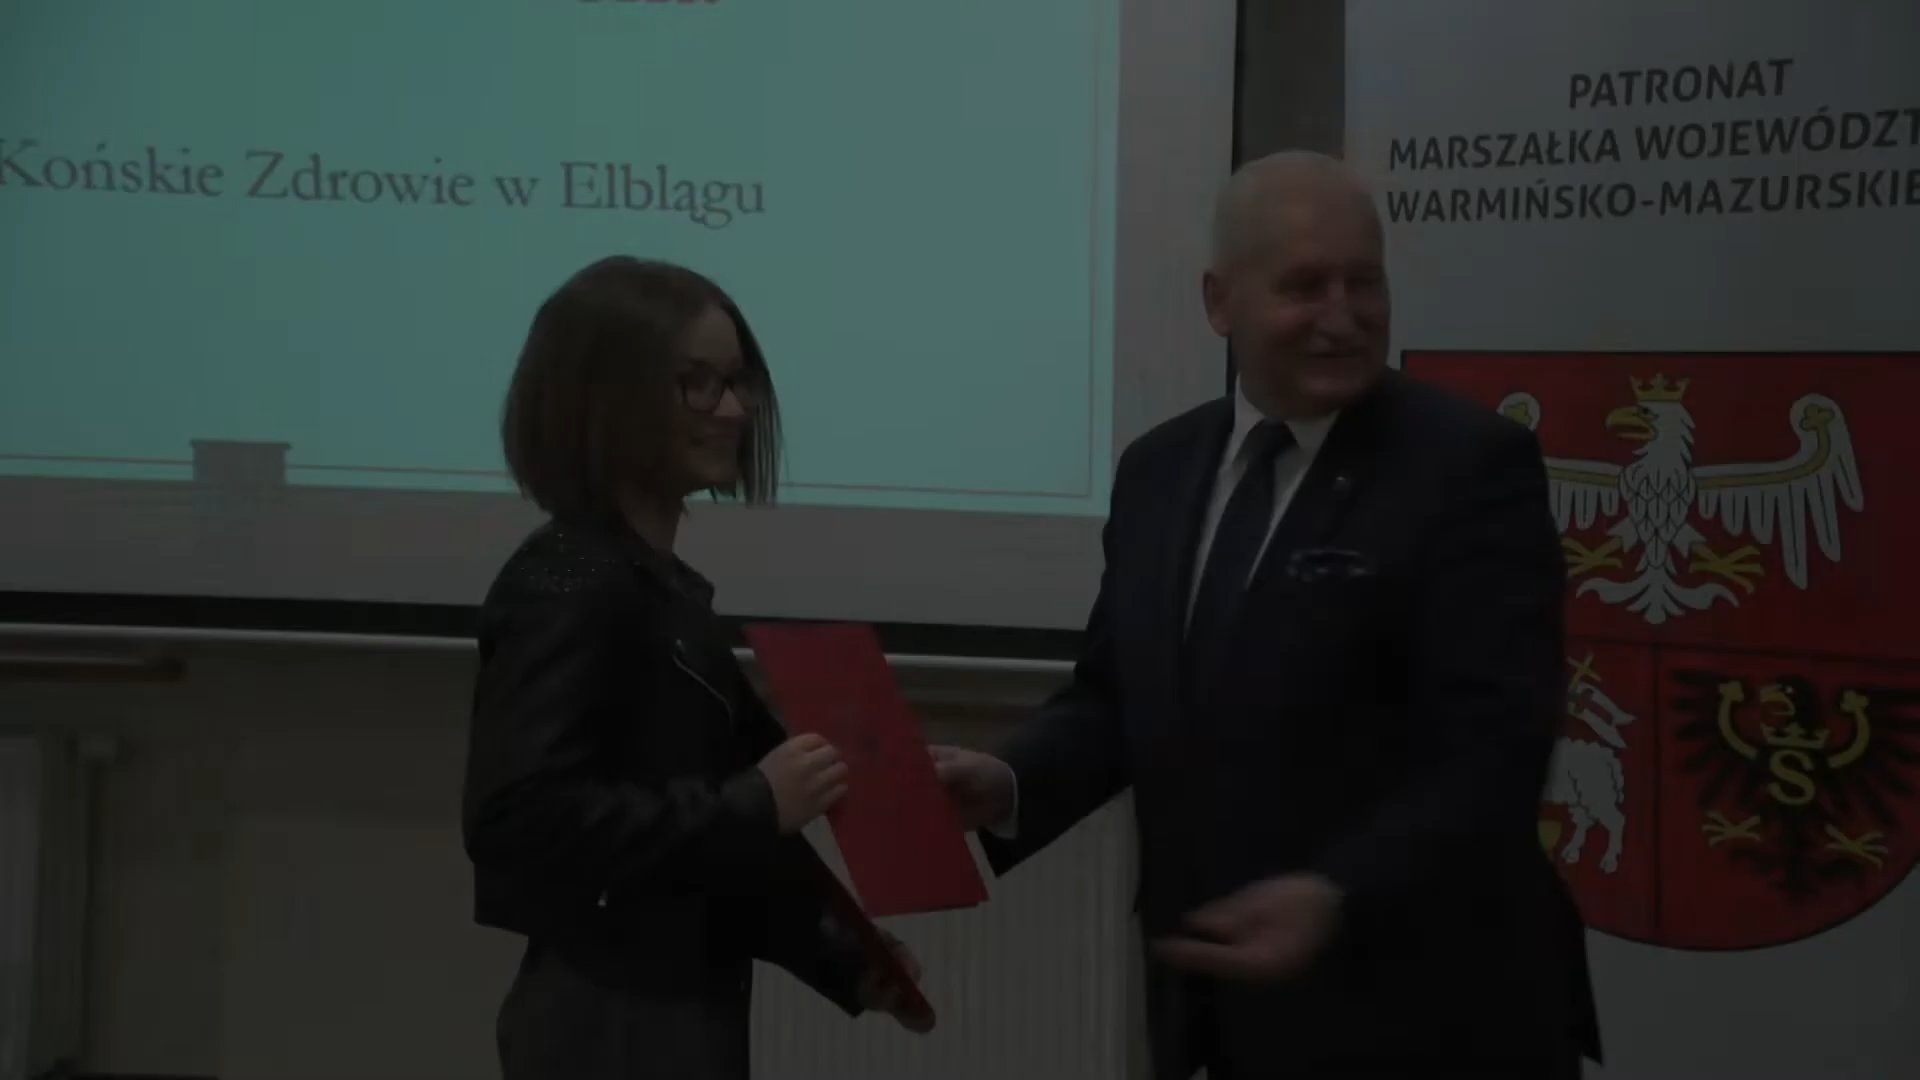 Końskie Zdrowie w Elblągu
PATRONAT
MARSZAŁKA WOJEWÓDZT
WARMIŃSKO-MAZURSKIE
S